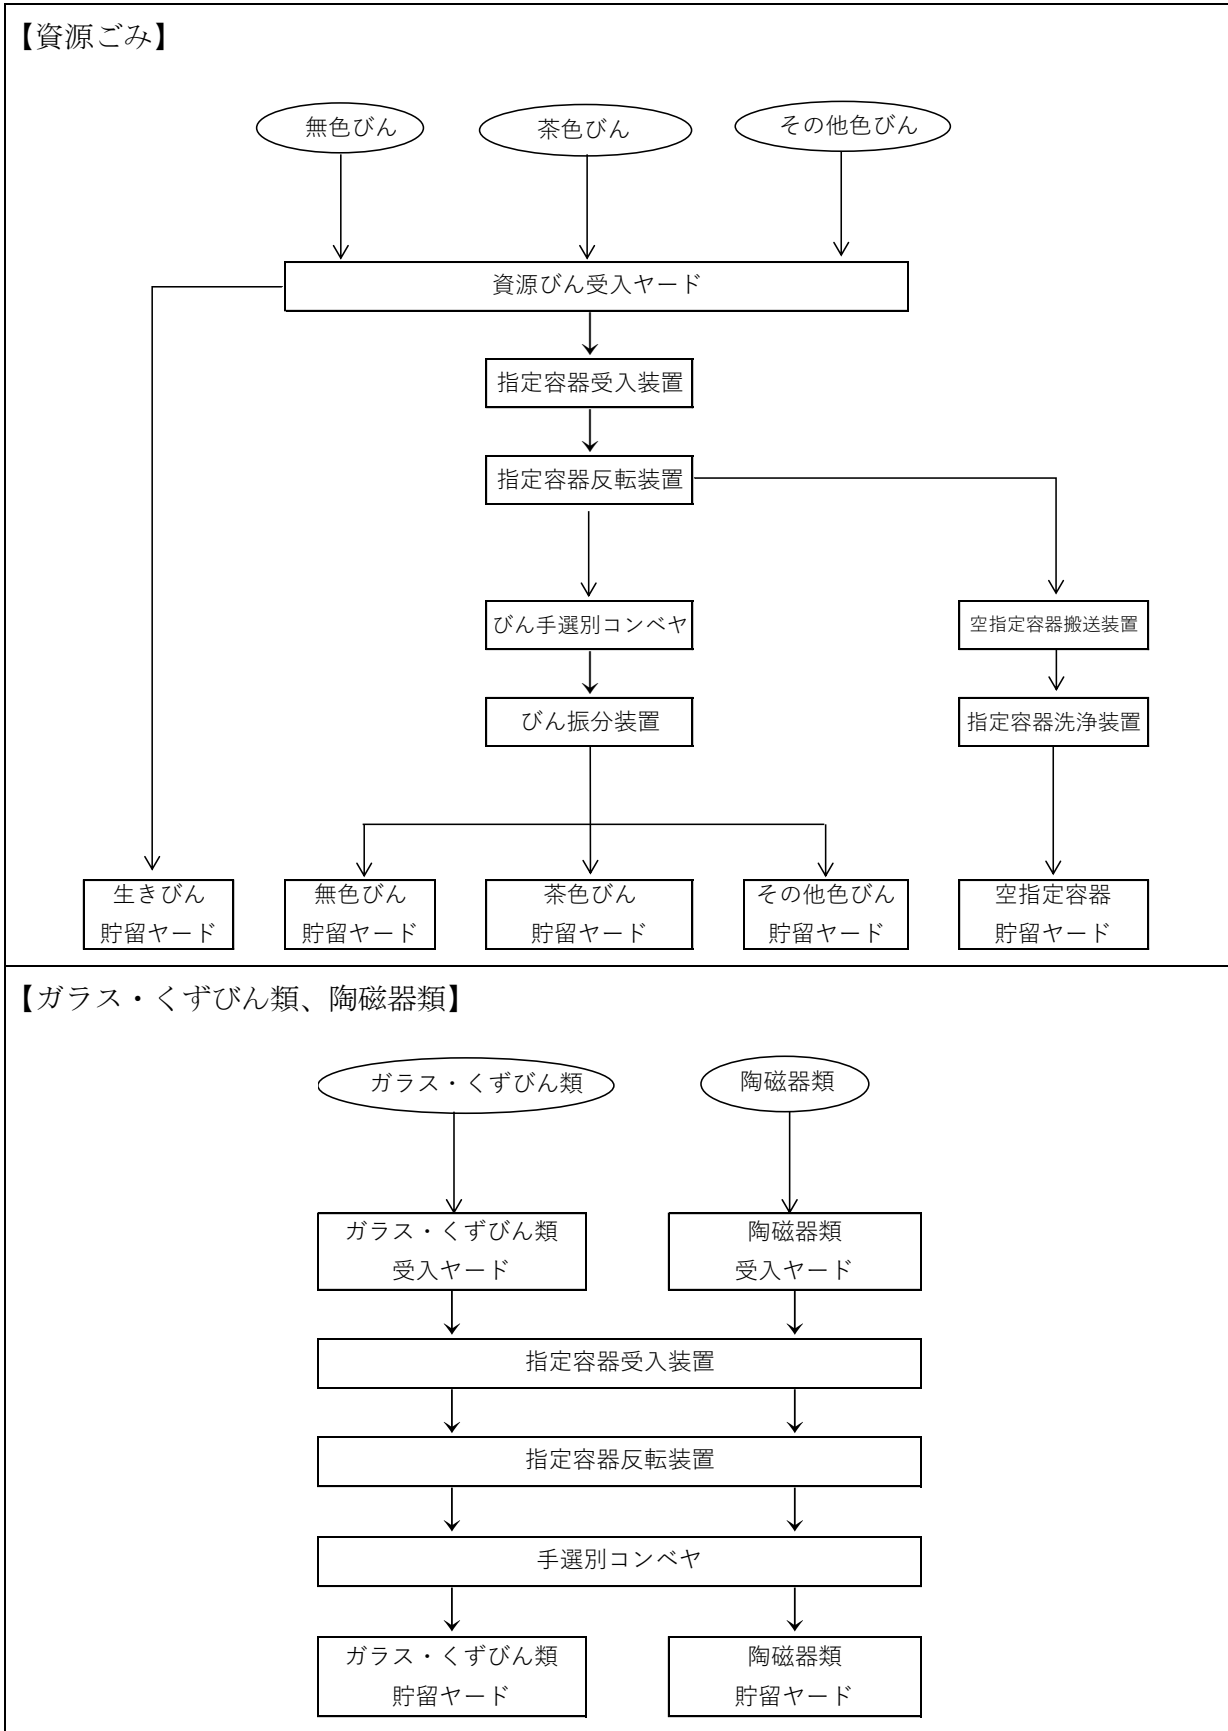 【資源ごみ】
無色びん
茶色びん
その他色びん
資源びん受入ヤード
指定容器受入装置
指定容器反転装置
びん手選別コンベヤ
空指定容器搬送装置
びん振分装置
指定容器洗浄装置
生きびん
貯留ヤード
無色びん
貯留ヤード
茶色びん
貯留ヤード
その他色びん
貯留ヤード
空指定容器
貯留ヤード
【ガラス・くずびん類、陶磁器類】
ガラス・くずびん類
陶磁器類
ガラス・くずびん類
受入ヤード
陶磁器類
受入ヤード
指定容器受入装置
指定容器反転装置
手選別コンベヤ
ガラス・くずびん類
貯留ヤード
陶磁器類
貯留ヤード